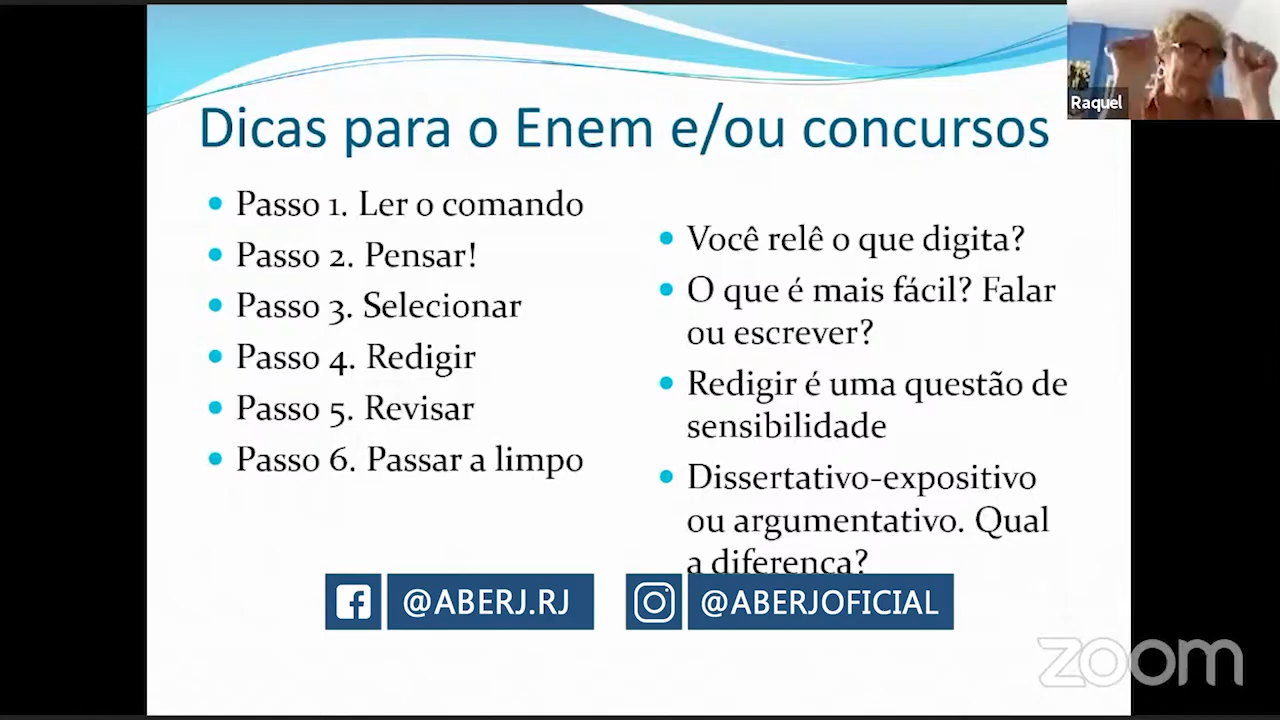 Dicas para o Enem e/ou concursos
Passo 1. Ler o comando
Passo 2. Pensar!
Passo 3. Selecionar
Passo 4. Redigir
Passo 5. Revisar
Passo 6. Passar a limpo
Você relê o que digita?
O que é mais fácil? Falar
ou escrever?
Redigir é uma questão de
sensibilidade
Dissertativo-expositivo
ou argumentativo. Qual
a diferença?
@ABERJ.RJ
@ABERJOFICIAL
Raquel
zoom